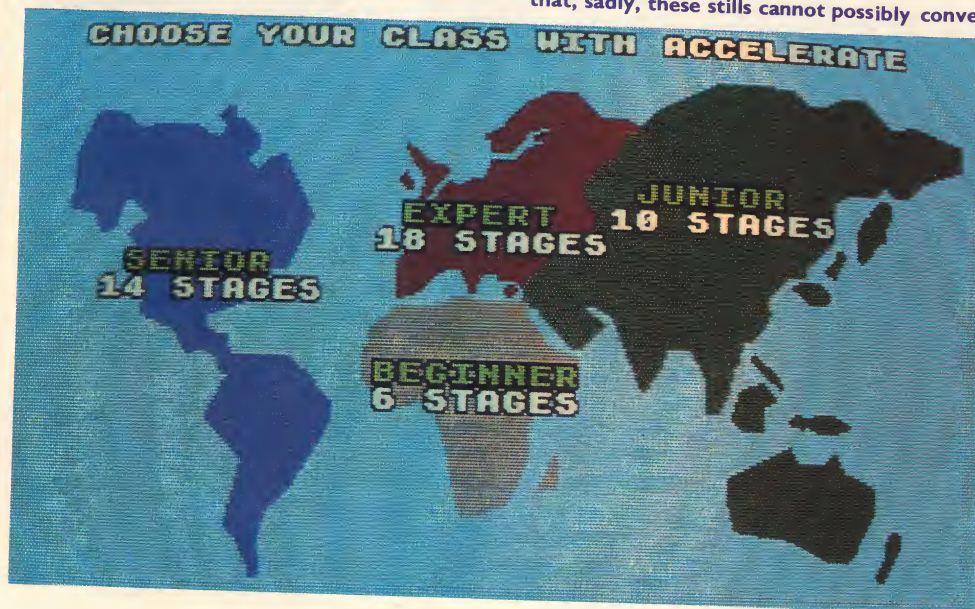 that, sadly, these stills cannot possibly conve
CHOOSE YOUR CLASS WITH ACCELERATE
JUNIOR
10 STAGES
EXPERT
18 STAGES
SENIOR
14 STAGES
BEGINNER
6 STAGES